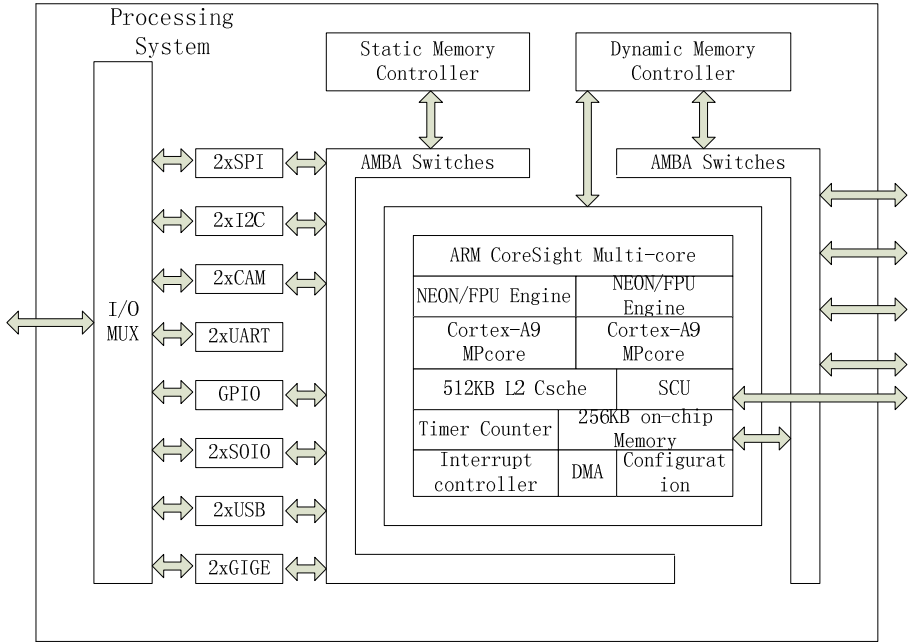 Processing
System
Static Memory
Controller
Dynamic Memory
Controller
AMBA Switches
AMBA Switches
I/O
MUX
2xSPI
2xI2C
2xCAM
2xUART
GPIO
2xSOIO
2xUSB
2xGIGE
ARM CoreSight Multi-core
NEON/FPU Engine
NEON/FPU
Engine
Cortex-A9
MPcore
Cortex-A9
MPcore
512KB L2 Csche
SCU
Timer Counter
256KB on-chip
Memory
Interrupt
controller
DMA
Configurat
ion